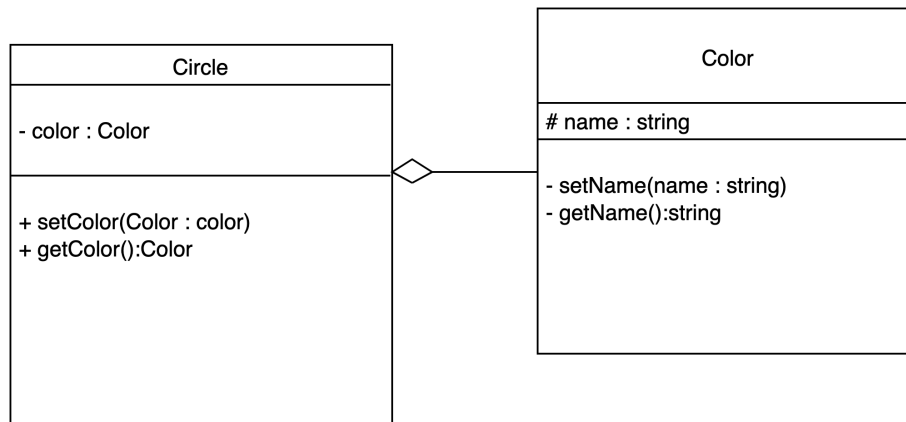 Circle
- color : Color
+ setColor(Color : color)
+ getColor():Color
Color
# name : string
- setName(name : string)
- getName():string